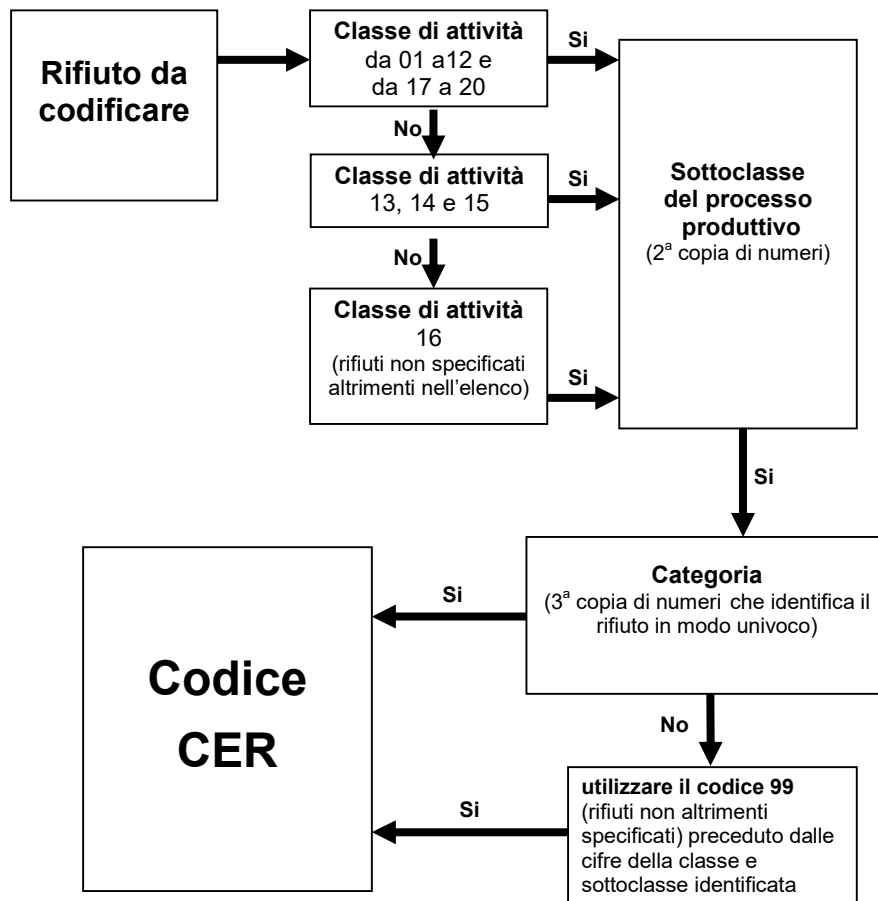 Rifiuto da
codificare
Classe di attività
da 01 a12 e
da 17 a 20
Si
No
Classe di attività
13, 14 e 15
Si
No
Classe di attività
16
(rifiuti non specificati
altrimenti nell'elenco)
Si
Sottoclasse
del processo
produttivo
(2ª copia di numeri)
Si
Categoria
(3ª copia di numeri che identifica il
rifiuto in modo univoco)
Si
No
utilizzare il codice 99
(rifiuti non altrimenti
specificati) preceduto dalle
cifre della classe e
sottoclasse identificata
Si
Codice
CER